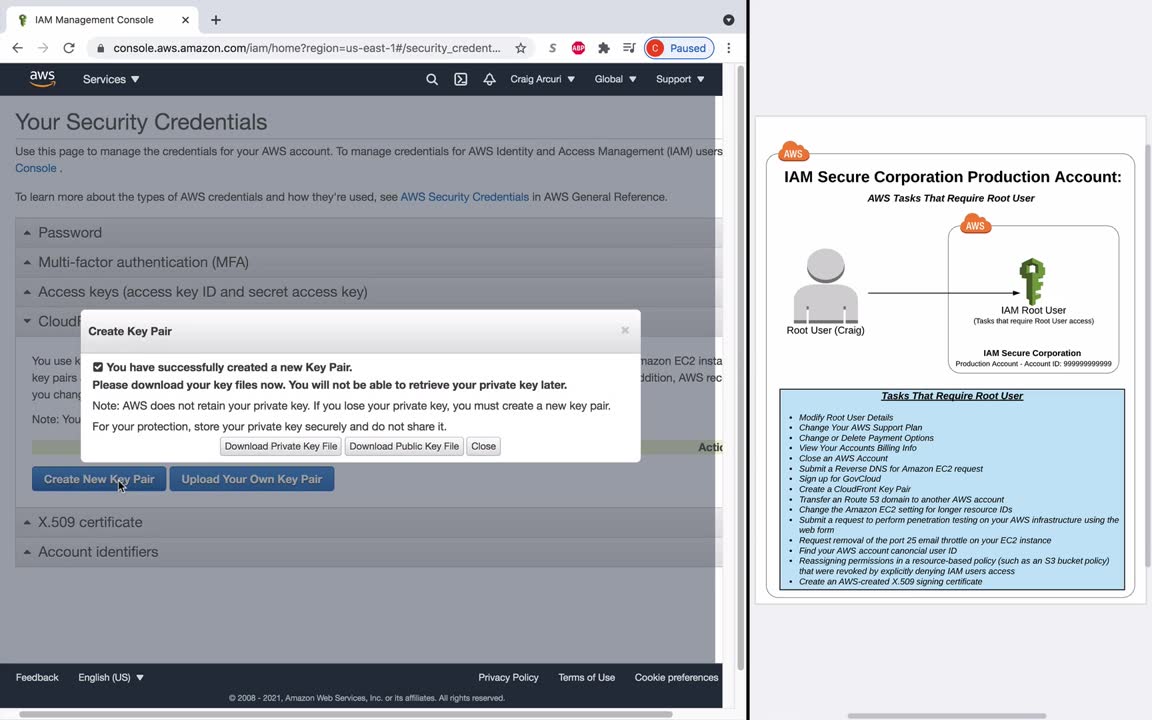 IAM Management Console
console.aws.amazon.com/iam/home?region=us-east-1#/security_credent...
S
ABP
C Paused
aws
Services
Craig Arcuri
Global
Support
Your Security Credentials
Use this page to manage the credentials for your AWS account. To manage credentials for AWS Identity and Access Management (IAM) users
Console .
To learn more about the types of AWS credentials and how they're used, see AWS Security Credentials in AWS General Reference.
Password
Multi-factor authentication (MFA)
Access keys (access key ID and secret access key)
CloudF
You use k
mazon EC2 insta
key pairs
ddition, AWS rec
you chang
Note: You
Actio
Create Key Pair
You have successfully created a new Key Pair.
Please download your key files now. You will not be able to retrieve your private key later.
Note: AWS does not retain your private key. If you lose your private key, you must create a new key pair.
For your protection, store your private key securely and do not share it.
Download Private Key File
Download Public Key File
Close
Create New Key Pair
Upload Your Own Key Pair
X.509 certificate
Account identifiers
Feedback
English (US)
Privacy Policy
Terms of Use
Cookie preferences
© 2008 - 2021, Amazon Web Services, Inc. or its affiliates. All rights reserved.
AWS
IAM Secure Corporation Production Account:
AWS Tasks That Require Root User
AWS
Root User (Craig)
IAM Root User
(Tasks that require Root User access)
IAM Secure Corporation
Production Account - Account ID: 999999999999
Tasks That Require Root User
• Modify Root User Details
• Change Your AWS Support Plan
• Change or Delete Payment Options
• View Your Accounts Billing Info
• Close an AWS Account
• Submit a Reverse DNS for Amazon EC2 request
• Sign up for GovCloud
• Create a CloudFront Key Pair
• Transfer an Route 53 domain to another AWS account
• Change the Amazon EC2 setting for longer resource IDs
• Submit a request to perform penetration testing on your AWS infrastructure using the
web form
• Request removal of the port 25 email throttle on your EC2 instance
• Find your AWS account canoncial user ID
• Reassigning permissions in a resource-based policy (such as an S3 bucket policy)
that were revoked by explicitly denying IAM users access
• Create an AWS-created X.509 signing certificate